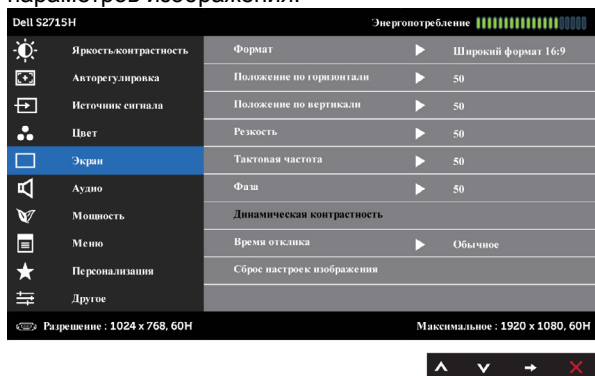 параметров изображения.
Dell S2715H Энергопотребление
Яркость/контрастность Формат Широкий формат 16:9
Авторегулировка Положение по горизонтали 50
Источник сигнала Положение по вертикали 50
Цвет Резкость 50
Экран Тактовая частота 50
Аудио Фаза 50
Мощность Динамическая контрастность
Меню Время отклика Обычное
Персонализация Сброс настроек изображения
Другое
Разрешение : 1024 x 768, 60H Максимальное : 1920 x 1080, 60H